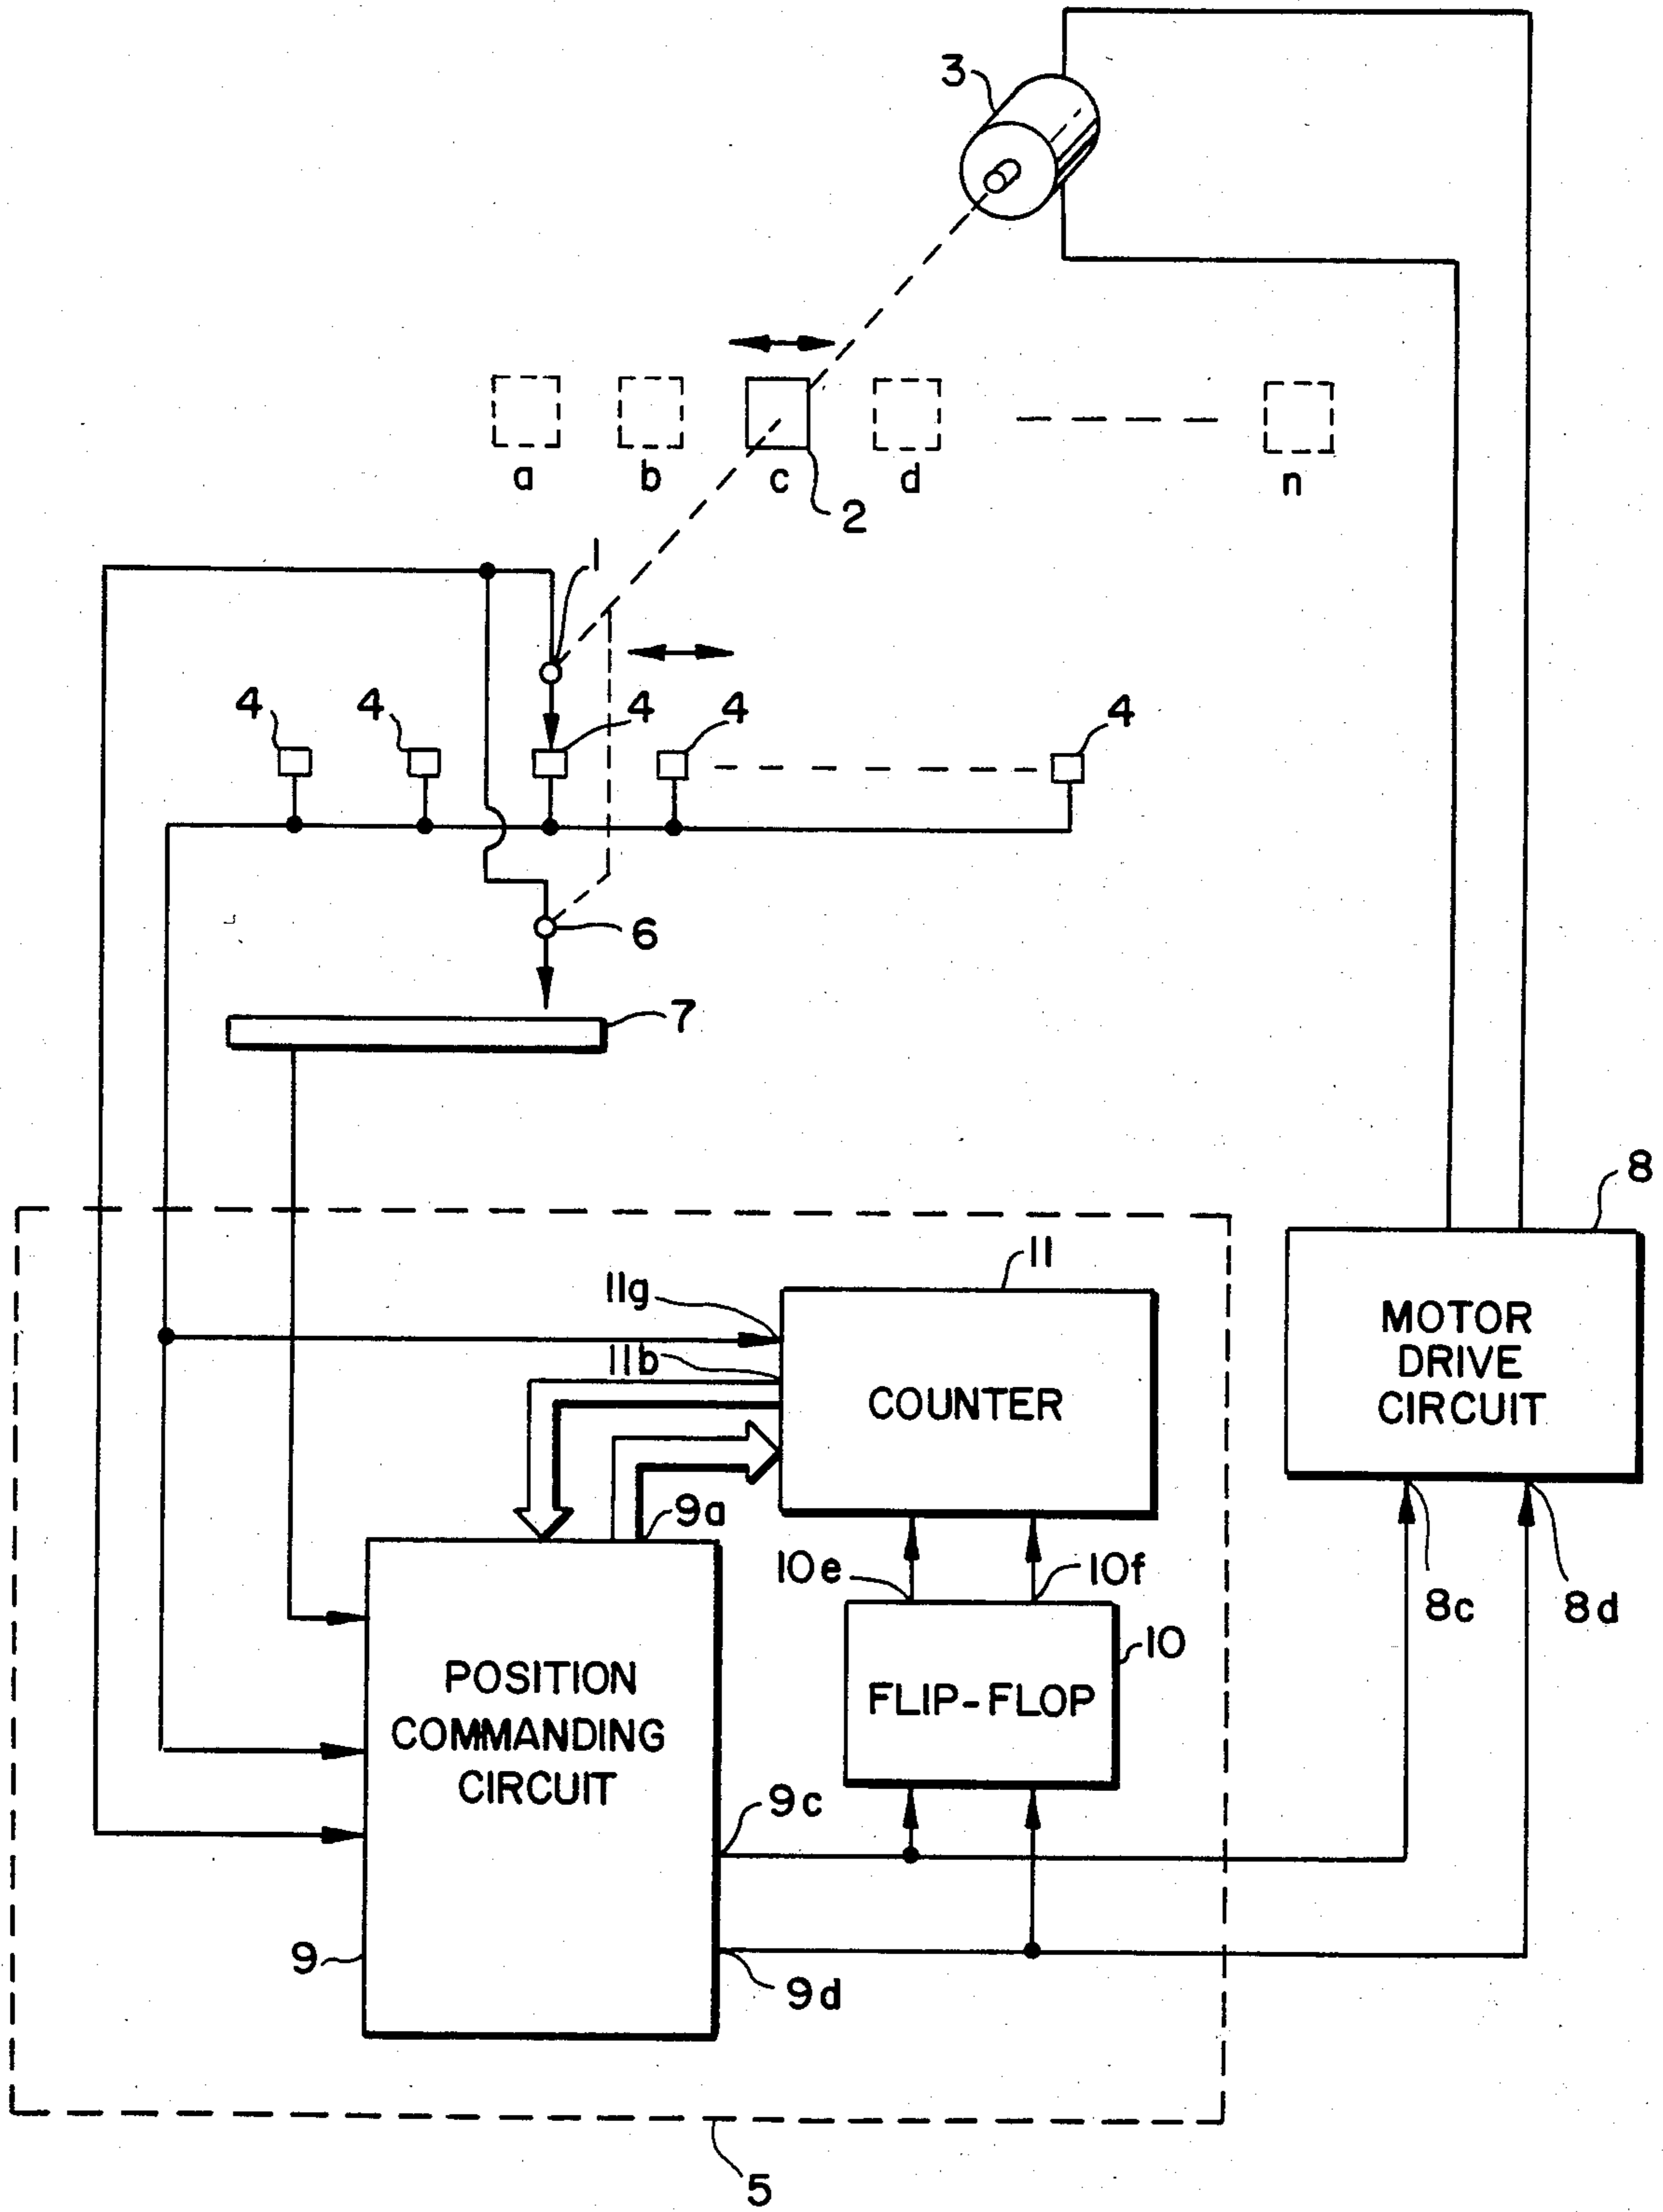 3
a b c d n
2
1
4 4 4 4 4
6
7
8
11
11g
MOTOR
DRIVE
CIRCUIT
11b
COUNTER
9a
10e 10f
8c 8d
10
POSITION
COMMANDING
CIRCUIT
FLIP-FLOP
9c
9
9d
5